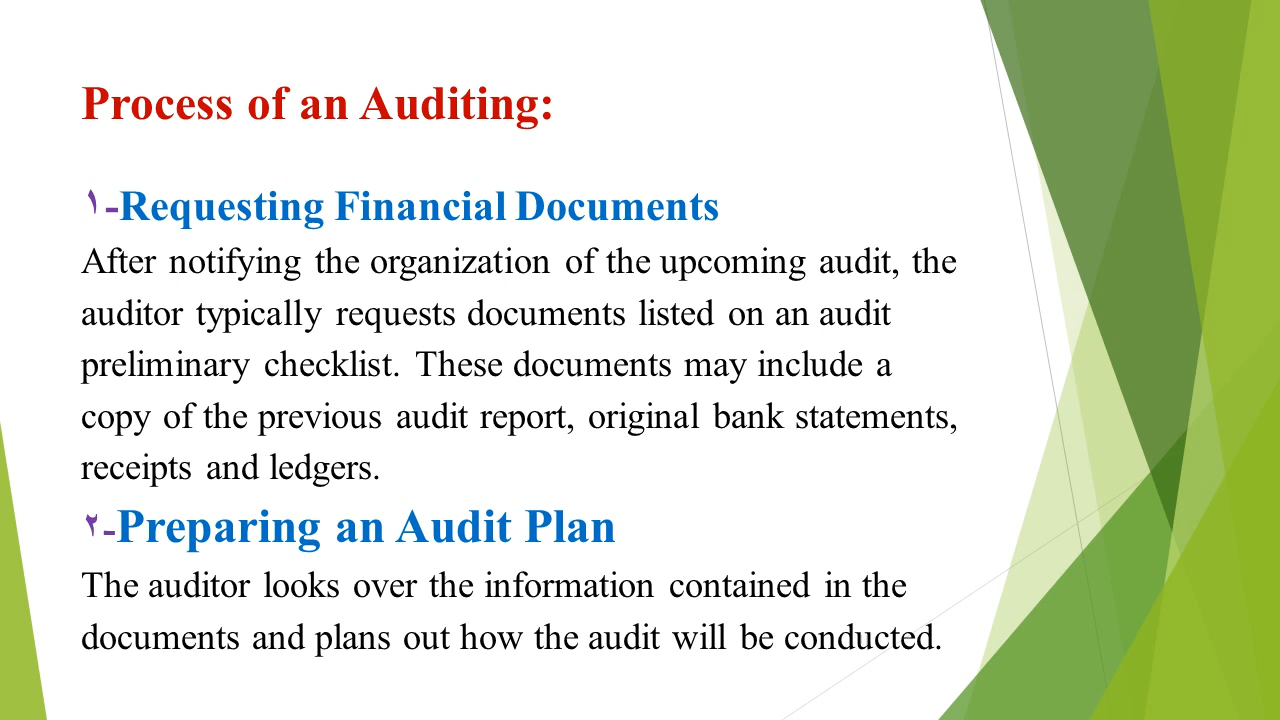 Process of an Auditing:
١-Requesting Financial Documents
After notifying the organization of the upcoming audit, the
auditor typically requests documents listed on an audit
preliminary checklist. These documents may include a
copy of the previous audit report, original bank statements,
receipts and ledgers.
٢-Preparing an Audit Plan
The auditor looks over the information contained in the
documents and plans out how the audit will be conducted.